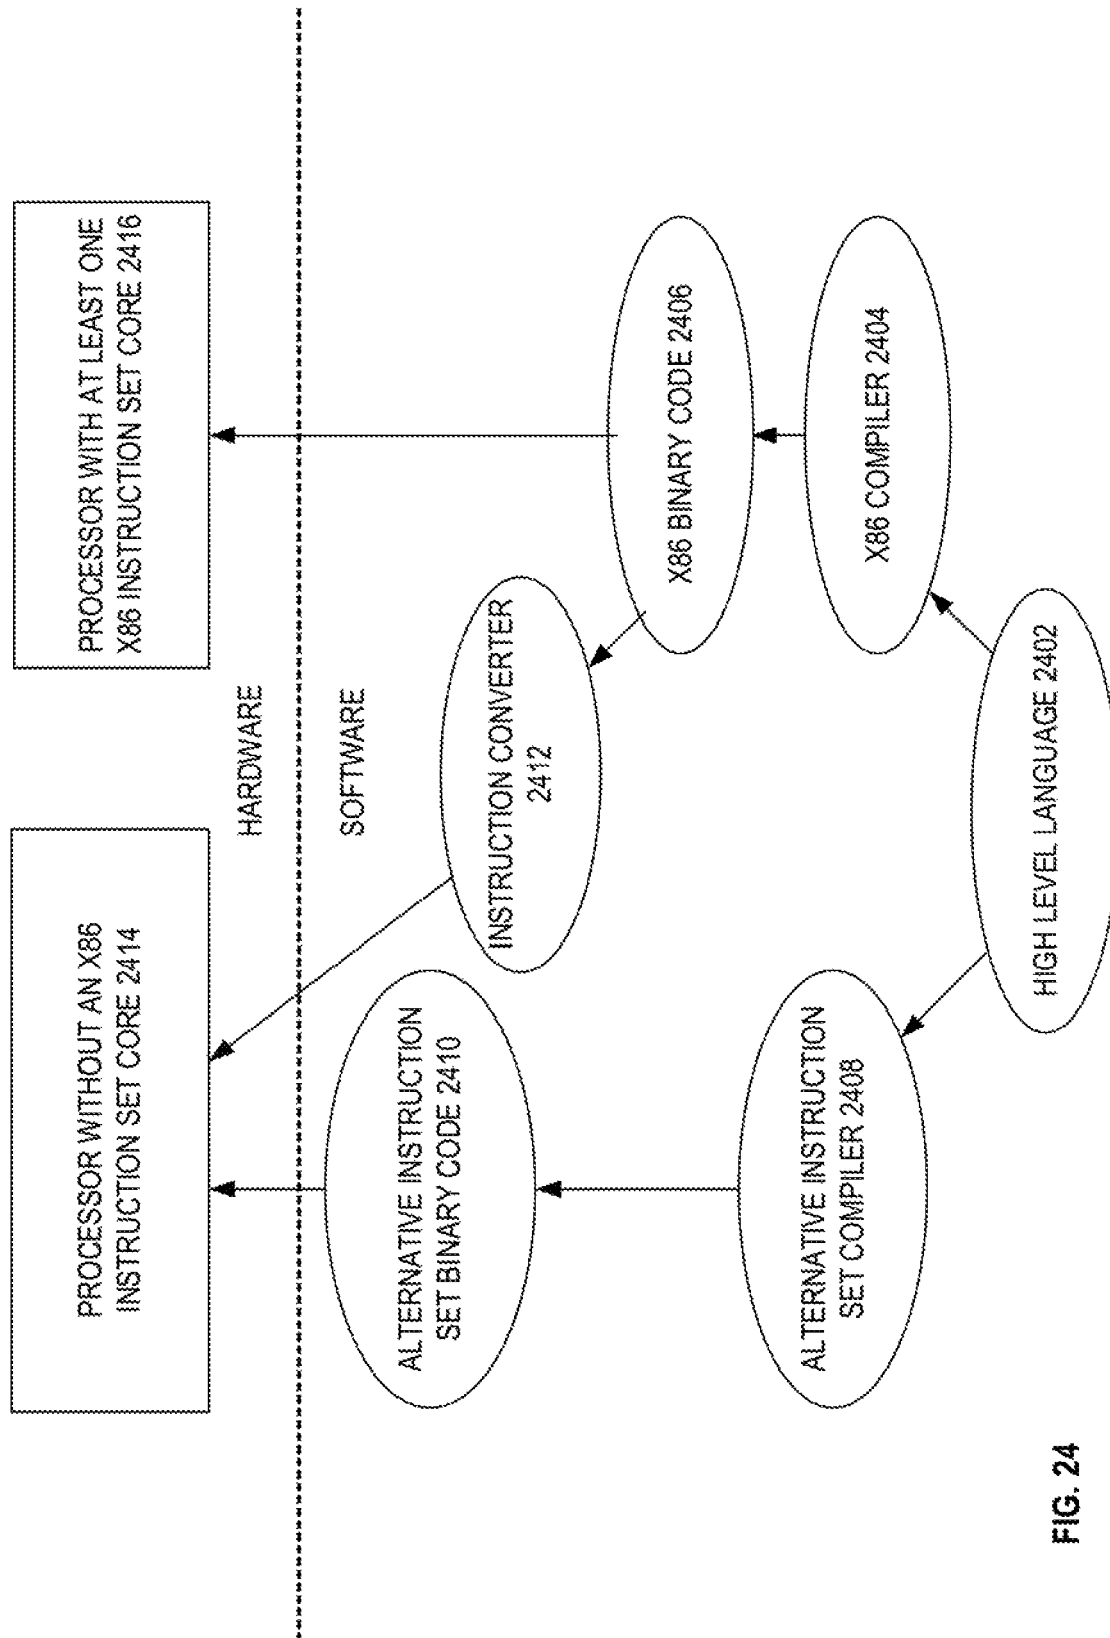 PROCESSOR WITHOUT AN X86
INSTRUCTION SET CORE 2414
PROCESSOR WITH AT LEAST ONE
X86 INSTRUCTION SET CORE 2416
HARDWARE
SOFTWARE
ALTERNATIVE INSTRUCTION
SET BINARY CODE 2410
INSTRUCTION CONVERTER
2412
X86 BINARY CODE 2406
ALTERNATIVE INSTRUCTION
SET COMPILER 2408
X86 COMPILER 2404
HIGH LEVEL LANGUAGE 2402
FIG. 24